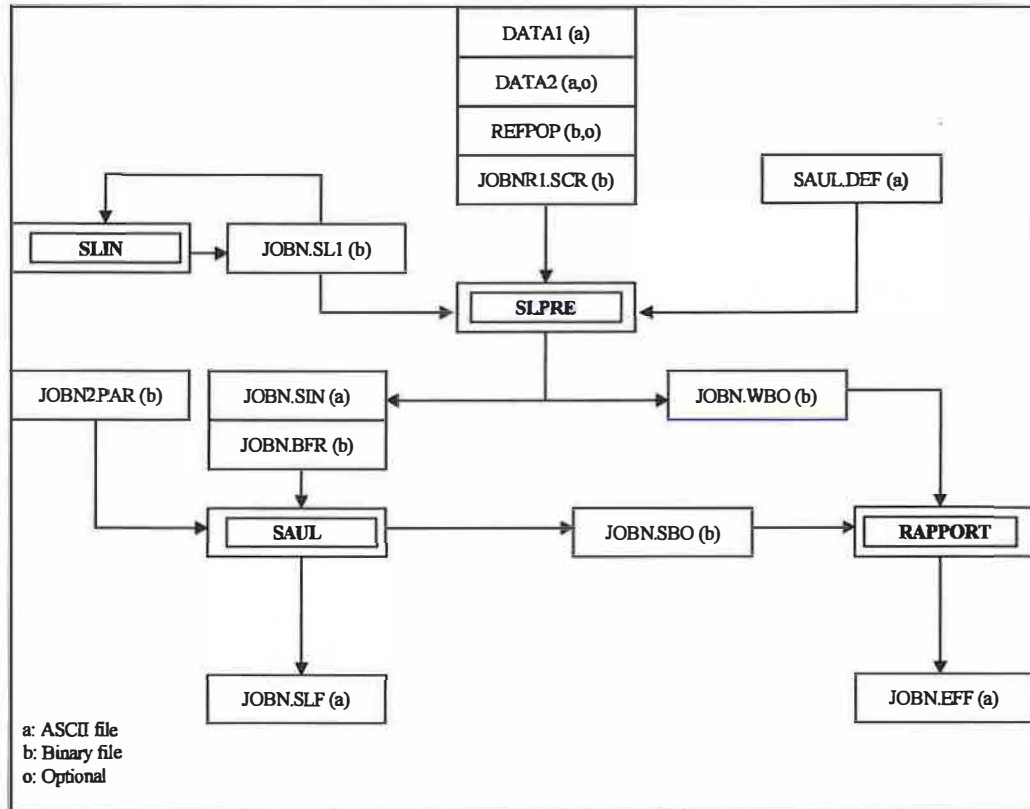 DATA1 (a)
DATA2 (a,o)
REFPOP (b,o)
JOBNR1.SCR (b)
SAUL.DEF (a)
SLIN
JOBN.SL1 (b)
SLPRE
JOBN2.PAR (b)
JOBN.SIN (a)
JOBN.WBO (b)
JOBN.BFR (b)
SAUL
JOBN.SBO (b)
RAPPORT
JOBN.SLF (a)
JOBN.EFF (a)
a: ASCII file
b: Binary file
o: Optional